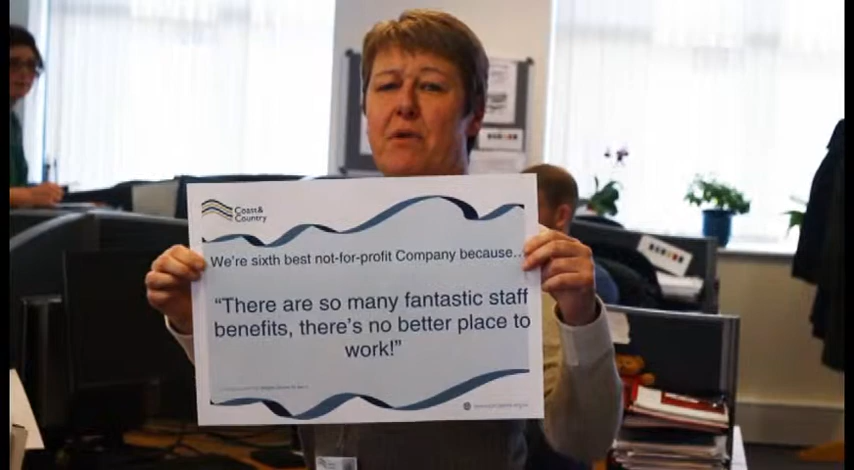 Coast&
Country
We're sixth best not-for-profit Company because...
“There are so many fantastic staff
benefits, there's no better place to
work!”